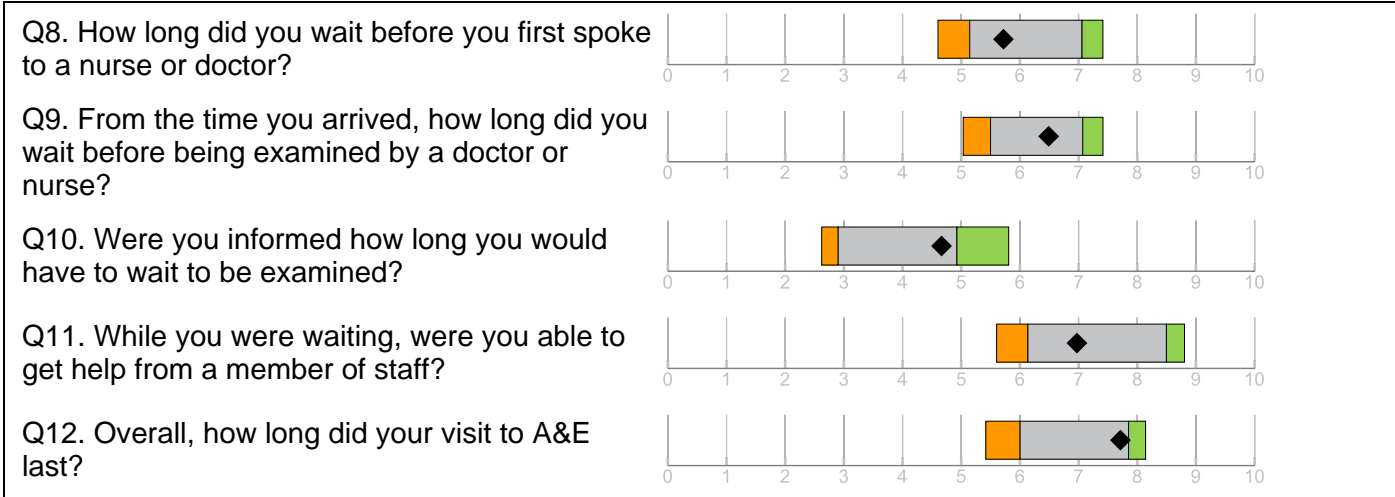 Q8. How long did you wait before you first spoke
to a nurse or doctor?
0 1 2 3 4 5 6 7 8 9 10
Q9. From the time you arrived, how long did you
wait before being examined by a doctor or
nurse?
0 1 2 3 4 5 6 7 8 9 10
Q10. Were you informed how long you would
have to wait to be examined?
0 1 2 3 4 5 6 7 8 9 10
Q11. While you were waiting, were you able to
get help from a member of staff?
0 1 2 3 4 5 6 7 8 9 10
Q12. Overall, how long did your visit to A&E
last?
0 1 2 3 4 5 6 7 8 9 10